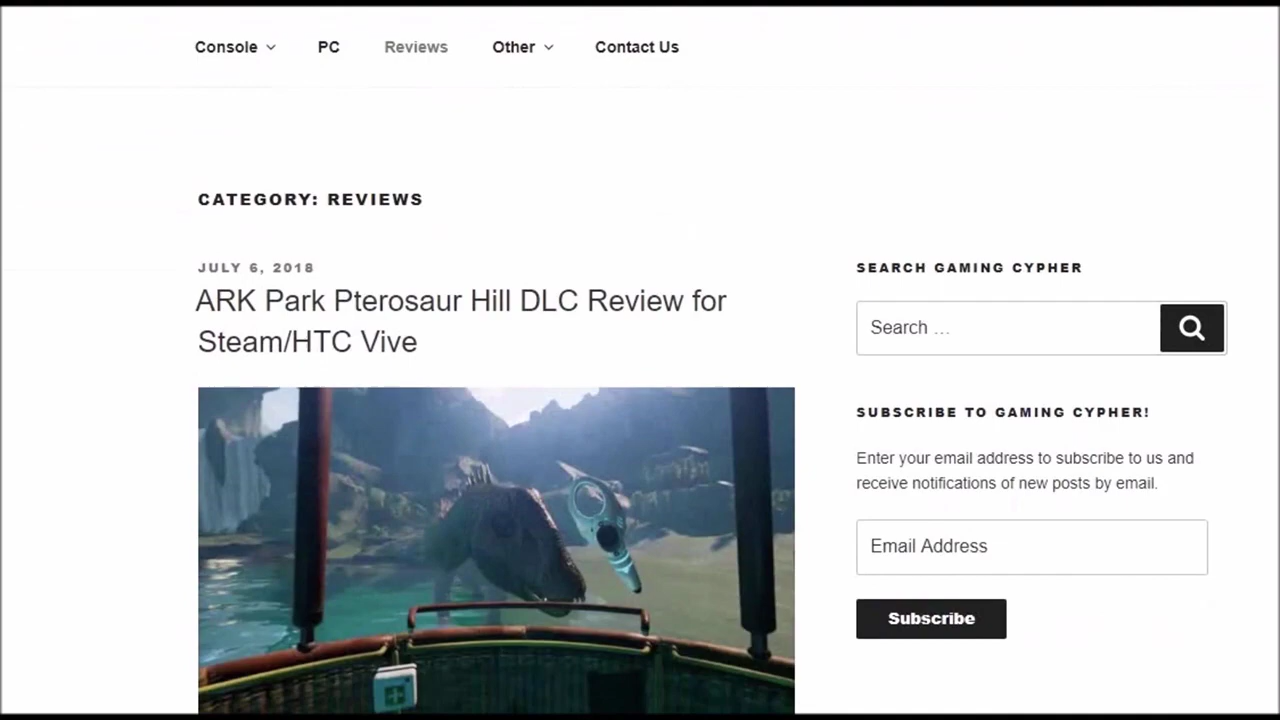 Console PC Reviews Other Contact Us
CATEGORY: REVIEWS
JULY 6, 2018
ARK Park Pterosaur Hill DLC Review for
Steam/HTC Vive
SEARCH GAMING CYPHER
Search …
SUBSCRIBE TO GAMING CYPHER!
Enter your email address to subscribe to us and
receive notifications of new posts by email.
Email Address
Subscribe